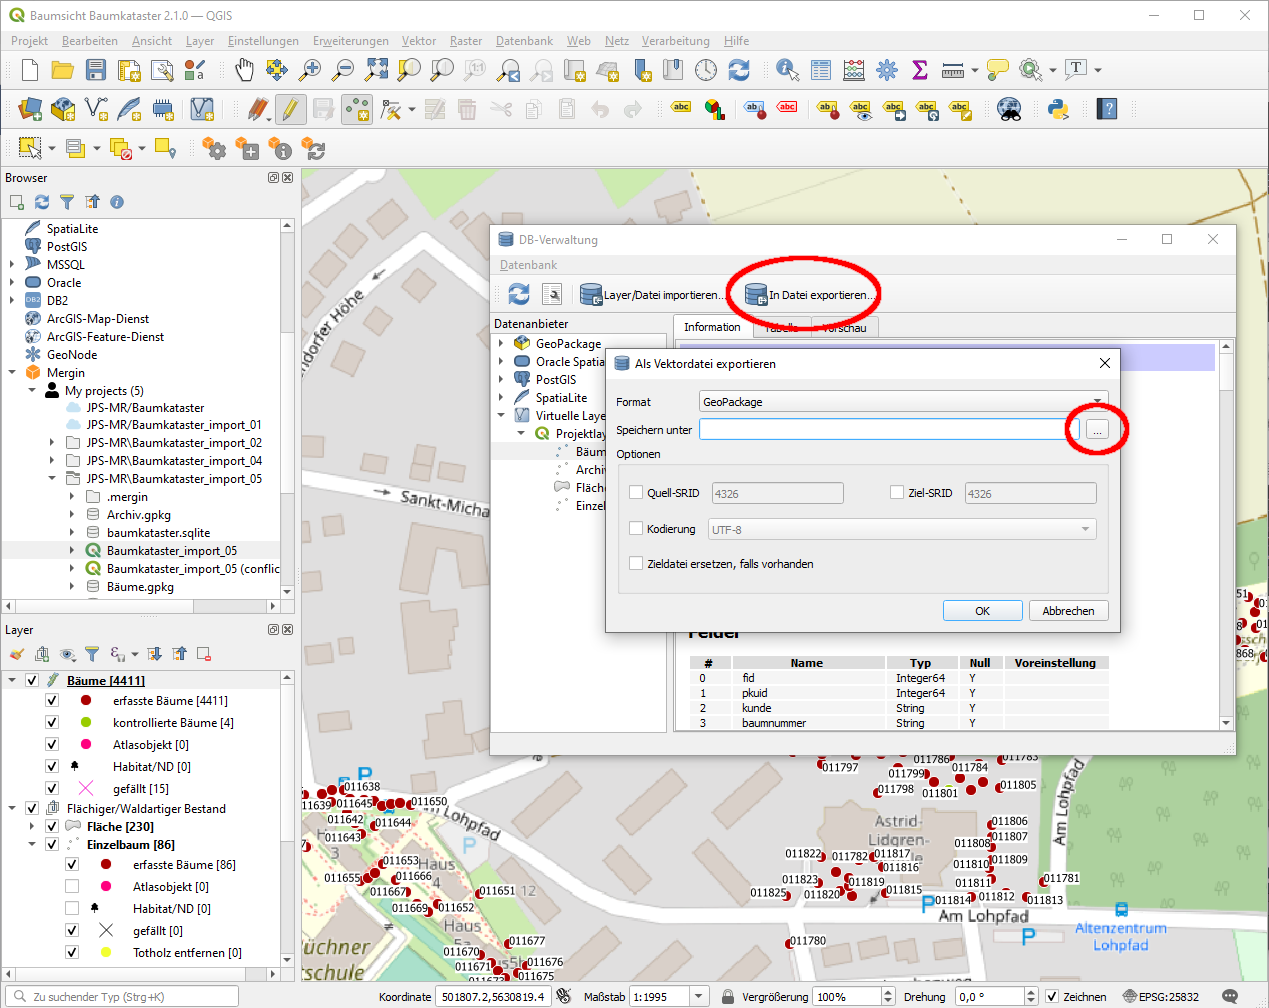 Baumsicht Baumkataster 2.1.0 — QGIS
Projekt Bearbeiten Ansicht Layer Einstellungen Erweiterungen Vektor Raster Datenbank Web Netz Verarbeitung Hilfe
Browser
SpatiaLite
PostGIS
MSSQL
Oracle
DB2
ArcGIS-Map-Dienst
ArcGIS-Feature-Dienst
GeoNode
Mergin
My projects (5)
JPS-MR/Baumkataster
JPS-MR/Baumkataster_import_01
JPS-MR\Baumkataster_import_02
JPS-MR\Baumkataster_import_04
JPS-MR\Baumkataster_import_05
.mergin
Archiv.gpkg
baumkataster.sqlite
Baumkataster_import_05
Baumkataster_import_05 (conflic
Bäume.gpkg
Layer
Bäume [4411]
erfasste Bäume [4411]
kontrollierte Bäume [4]
Atlasobjekt [0]
Habitat/ND [0]
gefällt [15]
Flächiger/Waldartiger Bestand
Fläche [230]
Einzelbaum [86]
erfasste Bäume [86]
Atlasobjekt [0]
Habitat/ND [0]
gefällt [0]
Totholz entfernen [0]
DB-Verwaltung
Datenbank
Layer/Datei importieren... In Datei exportieren...
Datenanbieter
GeoPackage
Oracle Spatia
PostGIS
SpatiaLite
Virtuelle Laye
Projektlay
Bäum
Archi
Fläch
Einzel
Information Tabelle Vorschau
Als Vektordatei exportieren
Format GeoPackage
Speichern unter ...
Optionen
Quell-SRID 4326 Ziel-SRID 4326
Kodierung UTF-8
Zieldatei ersetzen, falls vorhanden
OK Abbrechen
Felder
# Name Typ Null Voreinstellung
0 fid Integer64 Y
1 pkuid Integer64 Y
2 kunde String Y
3 baumnummer String Y
ndorfer Höhe
Sankt-Micha
m Lohpfad
Am Lohpfad
Am Lohpfad
Astrid-
Lidgren-
Altenzentrum
Lohpfad
Haus
4
Haus
12
3
üchner
tsschule
011638
011645
011650
011642
011644
011643
011653
011655
011666
011667
011651
011669
011652
011677
011670
011676
011671
011675
011673
011797
011799
011798
011801
011786
011784
011783
011805
011806
011807
011808
011809
011810
011811
011812
011813
011814
011781
011822
011782
011817
011816
011823
011819
011815
011825
011820
011780
Zu suchender Typ (Strg+K) Koordinate 501807.2,5630819.4 Maßstab 1:1995 Vergrößerung 100% Drehung 0,0 ° Zeichnen EPSG:25832